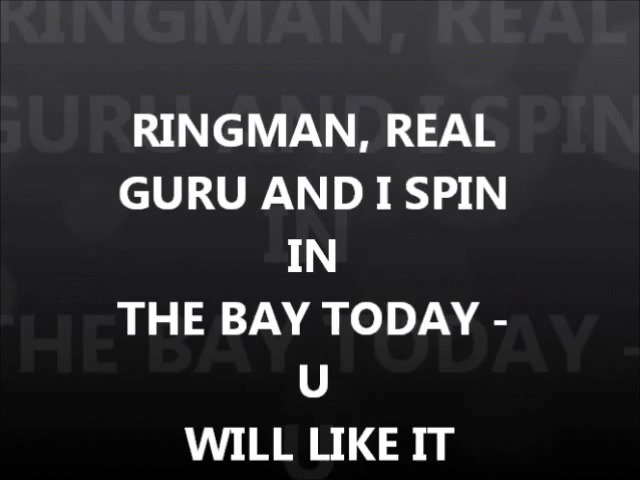 RINGMAN, REAL
GURU AND I SPIN
IN
THE BAY TODAY -
U
WILL LIKE IT